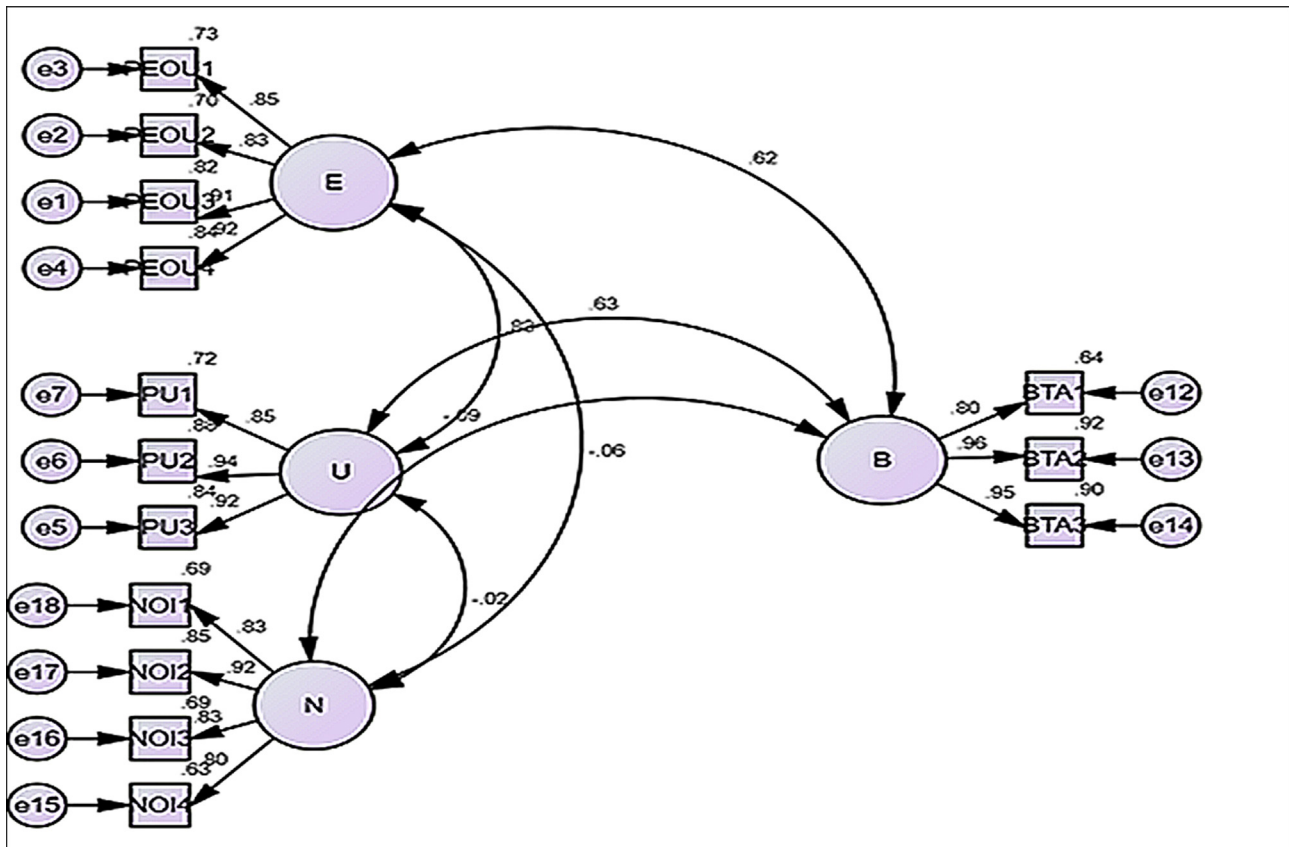 .73
e3 PEOU1
.85
.70
e2 PEOU2
.83
.82
e1 PEOU3
.91
.84
.92
e4 PEOU4
E
.62
.63
.83
.72
e7 PU1
.85
.88
e6 PU2
.94
.84
.92
e5 PU3
U
-.09
-.06
.64
BTA1 e12
.80
.92
B
.96
BTA2 e13
.90
.95
BTA3 e14
.69
e18 NOI1
.83
.85
e17 NOI2
.92
.69
.83
e16 NOI3
.63
.80
e15 NOI4
N
-.02